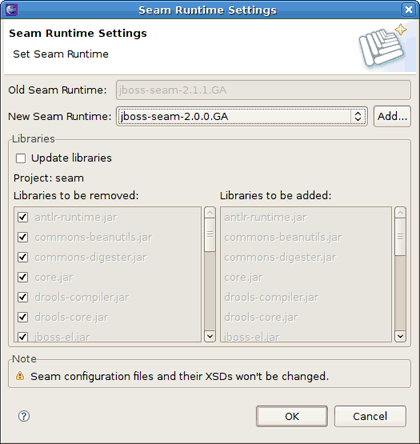 Seam Runtime Settings
Seam Runtime Settings
Set Seam Runtime
Old Seam Runtime: jboss-seam-2.1.1.GA
New Seam Runtime: jboss-seam-2.0.0.GA Add...
Libraries
Update libraries
Project: seam
Libraries to be removed: Libraries to be added:
antlr-runtime.jar antlr-runtime.jar
commons-beanutils.jar commons-beanutils.jar
commons-digester.jar commons-digester.jar
core.jar core.jar
drools-compiler.jar drools-compiler.jar
drools-core.jar drools-core.jar
jboss-el.jar jboss-el.jar
Note
Seam configuration files and their XSDs won't be changed.
? OK Cancel